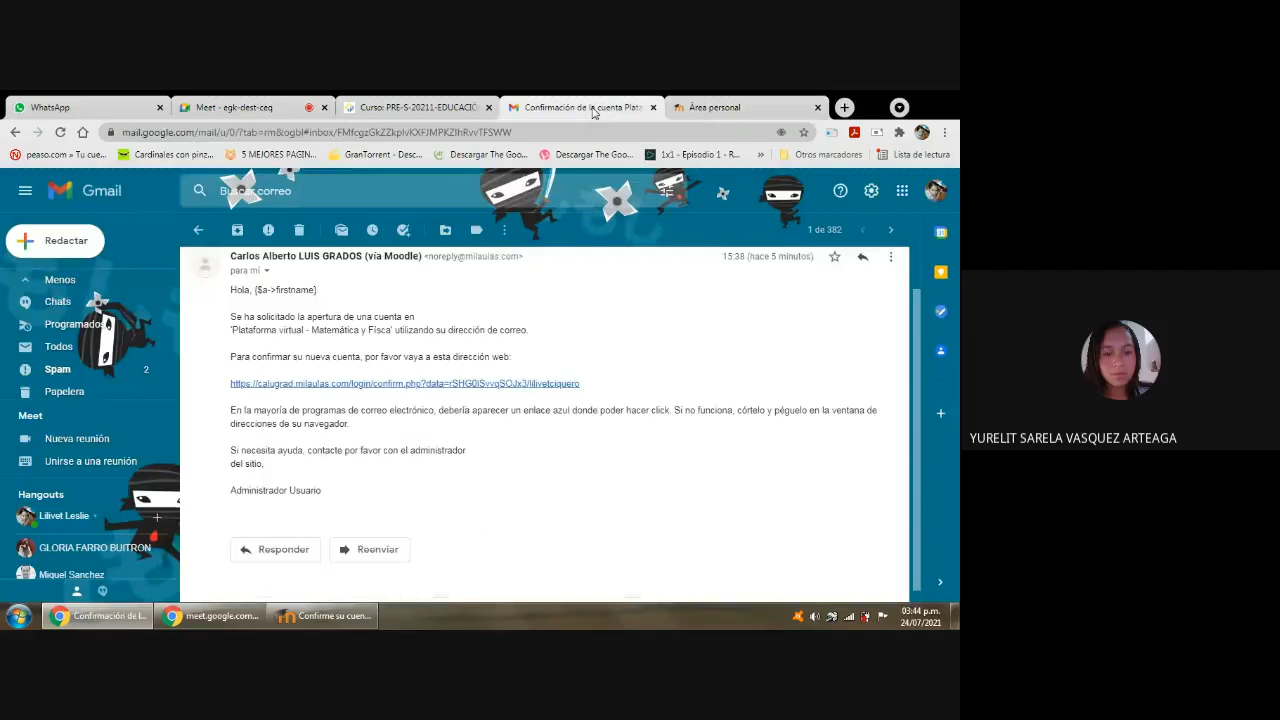 WhatsApp
Meet - egk-dest-ceq
Curso: PRE-S-20211-EDUCACIÓ
Confirmación de la cuenta Plata
Área personal
mail.google.com/mail/u/0/?tab=rm&ogbl#inbox/
peaso.com » Tu cue...
Cardinales con pinz...
5 MEJORES PAGIN...
GranTorrent - Desc...
Descargar The Goo...
Descargar The Goo...
1x1 - Episodio 1 - R...
»
Otros marcadores
Lista de lectura
Gmail
Buscar correo
Redactar
1 de 382
Menos
Chats
Programados
Todos
Spam 2
Papelera
Meet
Nueva reunión
Unirse a una reunión
Hangouts
Lilivet Leslie
GLORIA FARRO BUITRON
Miguel Sanchez
Carlos Alberto LUIS GRADOS (vía Moodle) <noreply@milaulas.com>
15:38 (hace 5 minutos)
para mí
Hola, {$a->firstname}
Se ha solicitado la apertura de una cuenta en
'Plataforma virtual - Matemática y Físca' utilizando su dirección de correo.
Para confirmar su nueva cuenta, por favor vaya a esta dirección web:
https://calugrad.milaulas.com/login/confirm.php?data=rSHG0lSvvqSOJx3/lilivetciquero
En la mayoría de programas de correo electrónico, debería aparecer un enlace azul donde poder hacer click. Si no funciona, córtelo y péguelo en la ventana de
direcciones de su navegador.
Si necesita ayuda, contacte por favor con el administrador
del sitio,
Administrador Usuario
Responder
Reenviar
Confirmación de l...
meet.google.com...
Confirme su cuen...
03:44 p.m.
24/07/2021
YURELIT SARELA VASQUEZ ARTEAGA